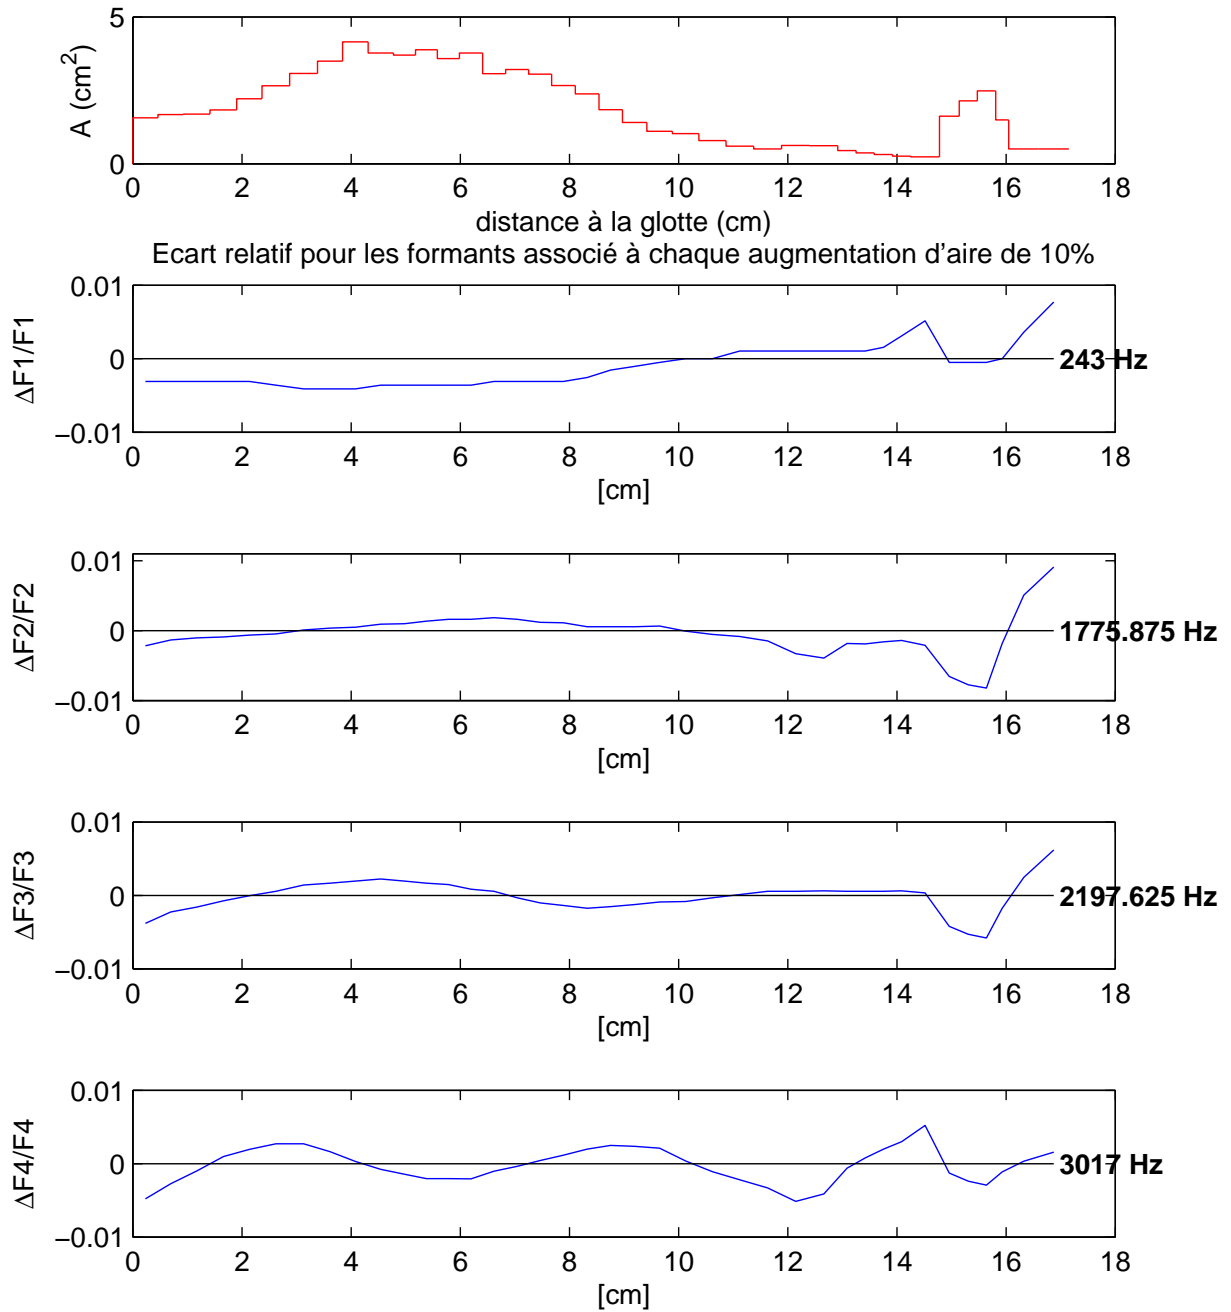 5
A (cm2)
0
0 2 4 6 8 10 12 14 16 18
distance à la glotte (cm)
Ecart relatif pour les formants associé à chaque augmentation d'aire de 10%
0.01
ΔF1/F1
0
243 Hz
−0.01
0 2 4 6 8 10 12 14 16 18
[cm]
0.01
ΔF2/F2
0
1775.875 Hz
−0.01
0 2 4 6 8 10 12 14 16 18
[cm]
0.01
ΔF3/F3
0
2197.625 Hz
−0.01
0 2 4 6 8 10 12 14 16 18
[cm]
0.01
ΔF4/F4
0
3017 Hz
−0.01
0 2 4 6 8 10 12 14 16 18
[cm]